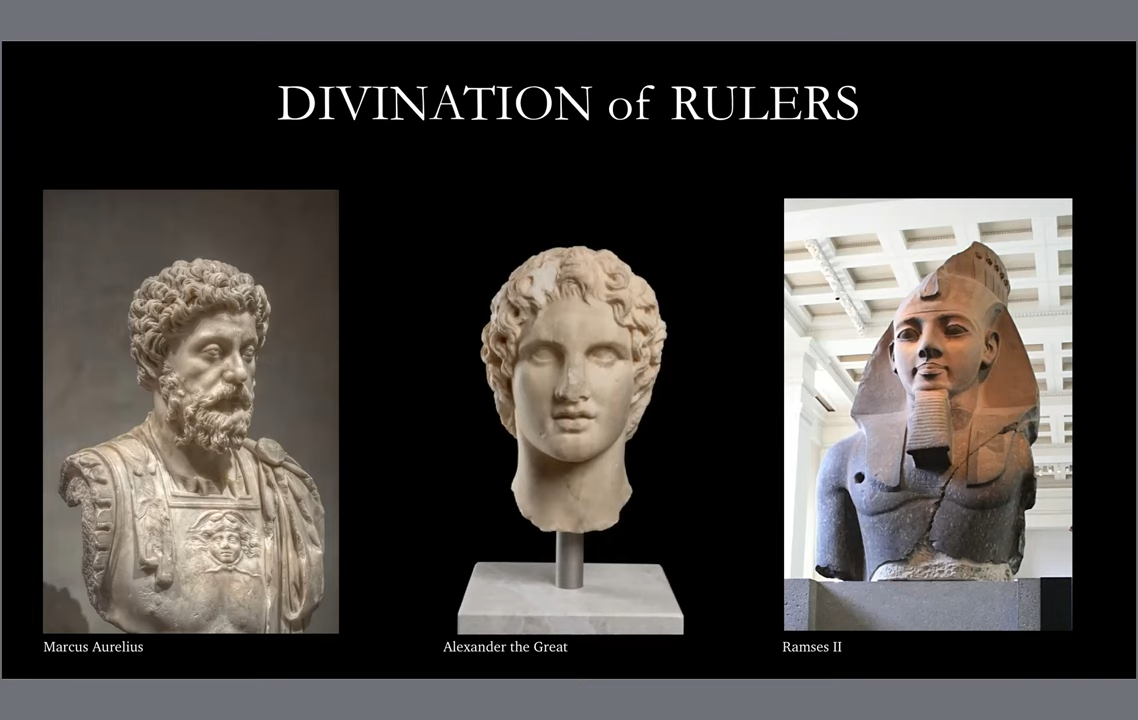 DIVINATION of RULERS
Marcus Aurelius
Alexander the Great
Ramses II